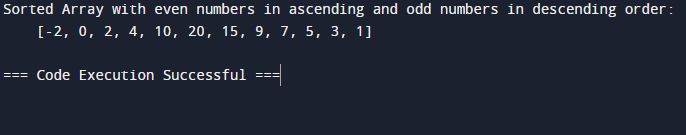 Sorted Array with even numbers in ascending and odd numbers in descending order:
[-2, 0, 2, 4, 10, 20, 15, 9, 7, 5, 3, 1]
=== Code Execution Successful ===